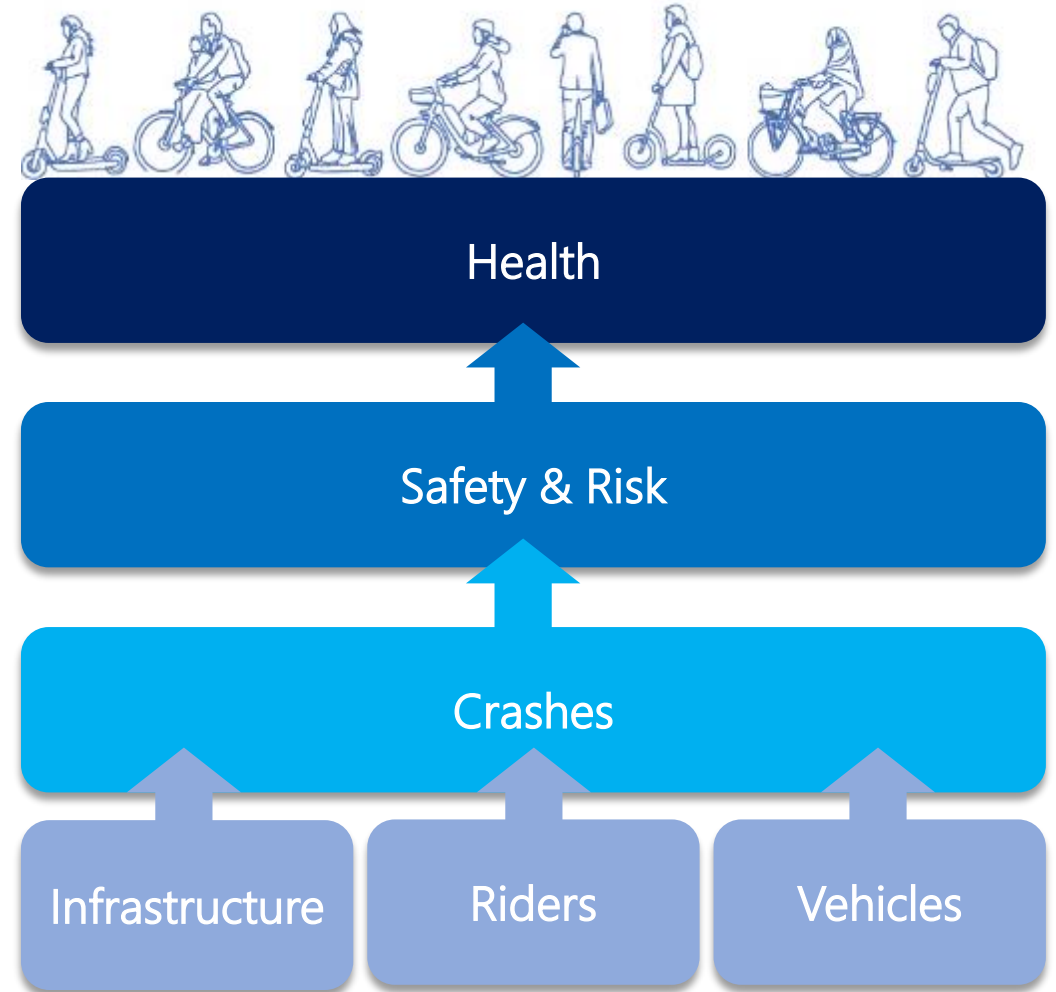 Health
Safety & Risk
Crashes
Infrastructure
Riders
Vehicles